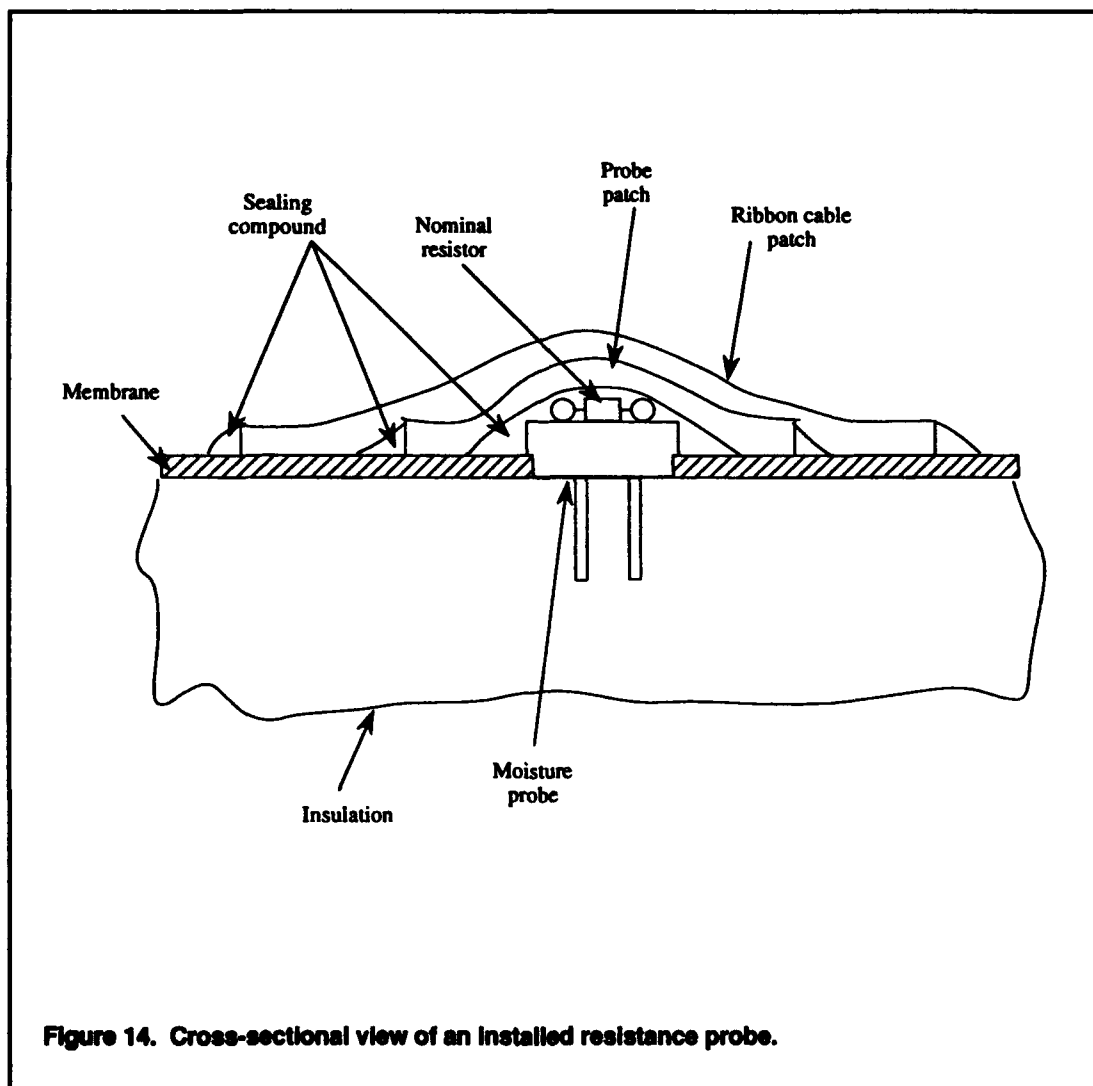 Probe
patch
Sealing
compound
Nominal
resistor
Ribbon cable
patch
Membrane
Moisture
probe
Insulation
Figure 14. Cross-sectional view of an installed resistance probe.